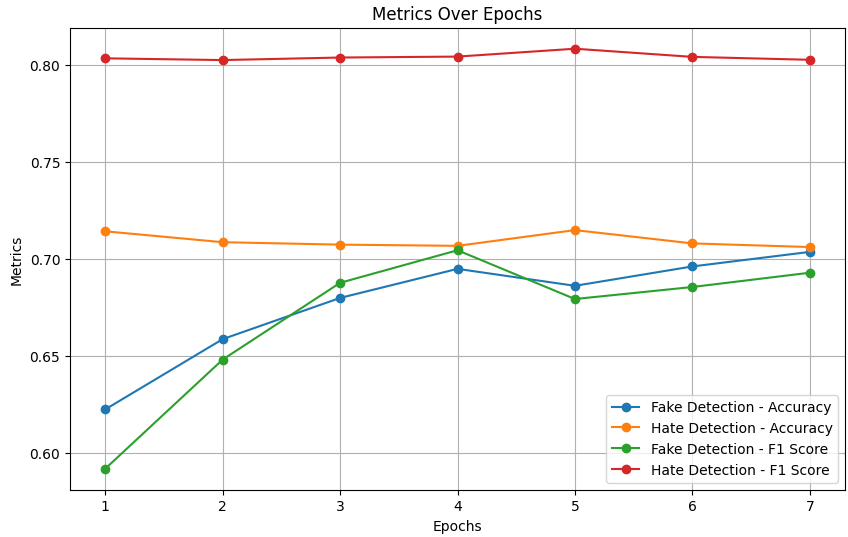 Metrics Over Epochs
Metrics
0.80
0.75
0.70
0.65
0.60
Fake Detection - Accuracy
Hate Detection - Accuracy
Fake Detection - F1 Score
Hate Detection - F1 Score
1 2 3 4 5 6 7
Epochs